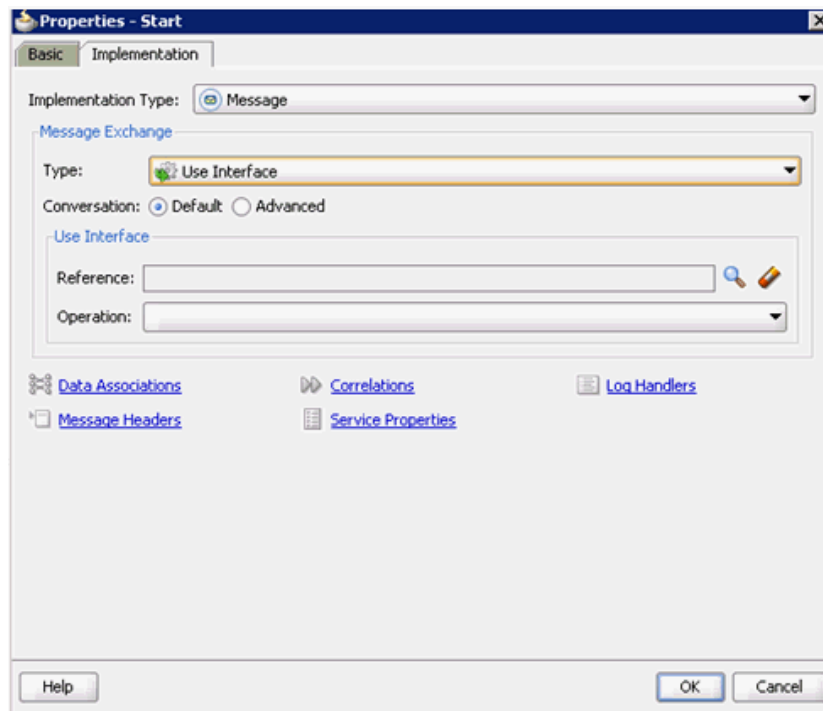 Properties - Start
Basic Implementation
Implementation Type: Message
Message Exchange
Type: Use Interface
Conversation: Default Advanced
Use Interface
Reference:
Operation:
Data Associations Correlations Log Handlers
Message Headers Service Properties
Help OK Cancel